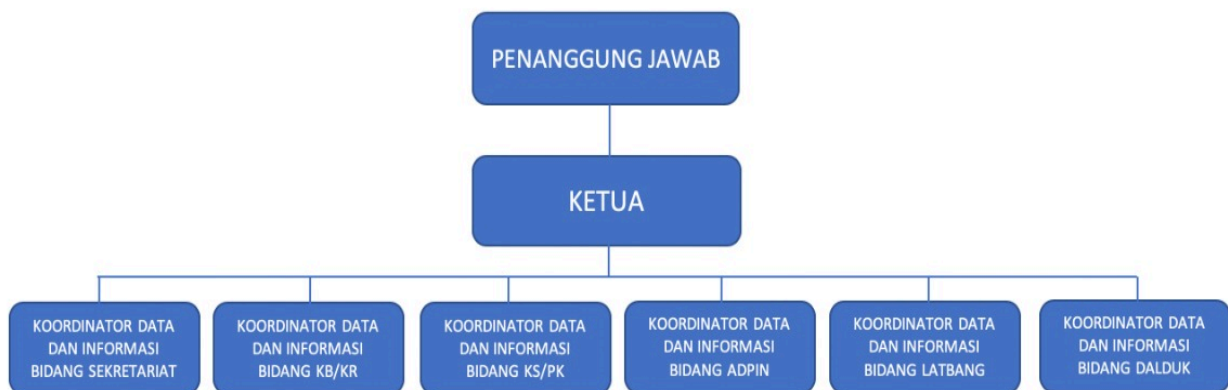 PENANGGUNG JAWAB
KETUA
KOORDINATOR DATA
DAN INFORMASI
BIDANG SEKRETARIAT
KOORDINATOR DATA
DAN INFORMASI
BIDANG KB/KR
KOORDINATOR DATA
DAN INFORMASI
BIDANG KS/PK
KOORDINATOR DATA
DAN INFORMASI
BIDANG ADPIN
KOORDINATOR DATA
DAN INFORMASI
BIDANG LATBANG
KOORDINATOR DATA
DAN INFORMASI
BIDANG DALDUK